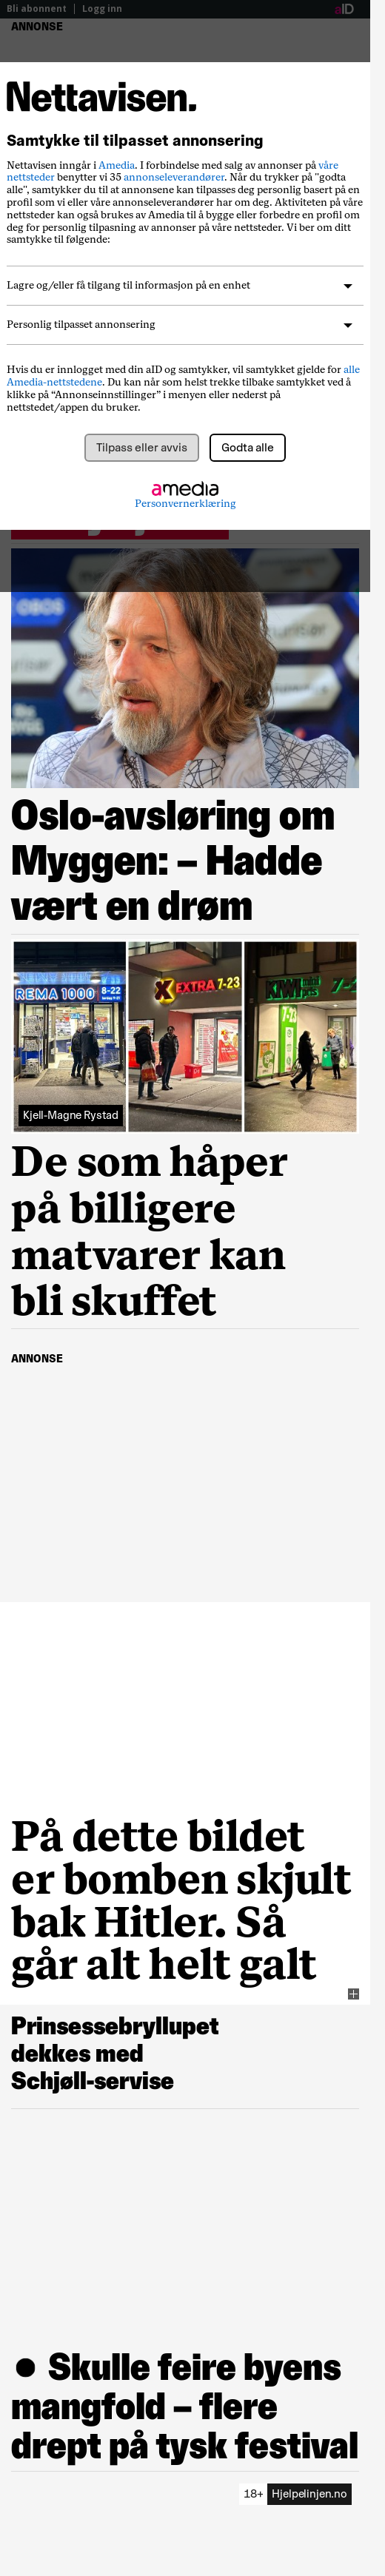 Bli abonnent | Logg inn
aID
ANNONSE
Nettavisen.
Samtykke til tilpasset annonsering
Nettavisen inngår i Amedia. I forbindelse med salg av annonser på våre
nettsteder benytter vi 35 annonseleverandører. Når du trykker på "godta
alle", samtykker du til at annonsene kan tilpasses deg personlig basert på en
profil som vi eller våre annonseleverandører har om deg. Aktiviteten på våre
nettsteder kan også brukes av Amedia til å bygge eller forbedre en profil om
deg for personlig tilpasning av annonser på våre nettsteder. Vi ber om ditt
samtykke til følgende:
Lagre og/eller få tilgang til informasjon på en enhet
Personlig tilpasset annonsering
Hvis du er innlogget med din aID og samtykker, vil samtykket gjelde for alle
Amedia-nettstedene. Du kan når som helst trekke tilbake samtykket ved å
klikke på “Annonseinnstillinger” i menyen eller nederst på
nettstedet/appen du bruker.
Tilpass eller avvis
Godta alle
amedia
Personvernerklæring
OBOS
Oslo-avsløring om
Myggen: – Hadde
vært en drøm
REMA 1000 8-22
X EXTRA 7-23
KIWI mini pris 7-
Kjell-Magne Rystad
De som håper
på billigere
matvarer kan
bli skuffet
ANNONSE
På dette bildet
er bomben skjult
bak Hitler. Så
går alt helt galt
Prinsessebryllupet
dekkes med
Schjøll-servise
● Skulle feire byens
mangfold – flere
drept på tysk festival
18+ Hjelpelinjen.no